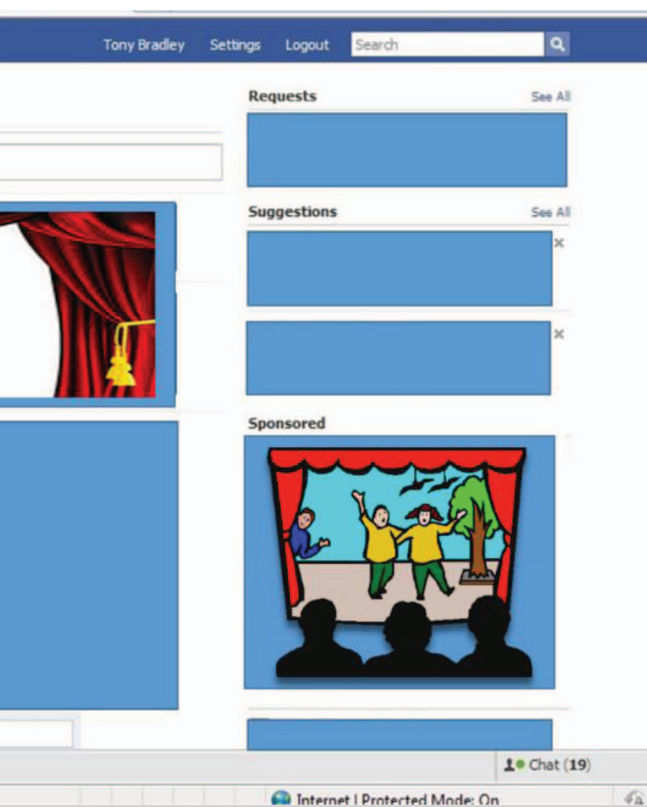 Tony Bradley Settings Logout Search
Requests See All
Suggestions See All
Sponsored
Chat (19)
Internet | Protected Mode: On